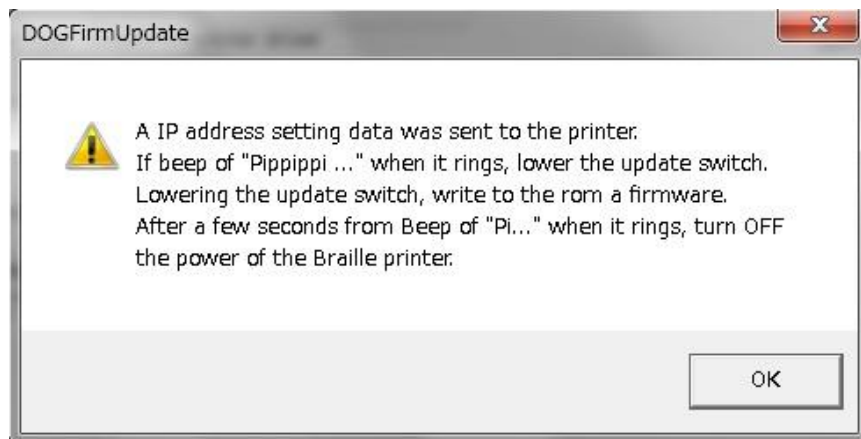 DOGFirmUpdate
A IP address setting data was sent to the printer.
If beep of "Pippippi ..." when it rings, lower the update switch.
Lowering the update switch, write to the rom a firmware.
After a few seconds from Beep of "Pi..." when it rings, turn OFF
the power of the Braille printer.
OK